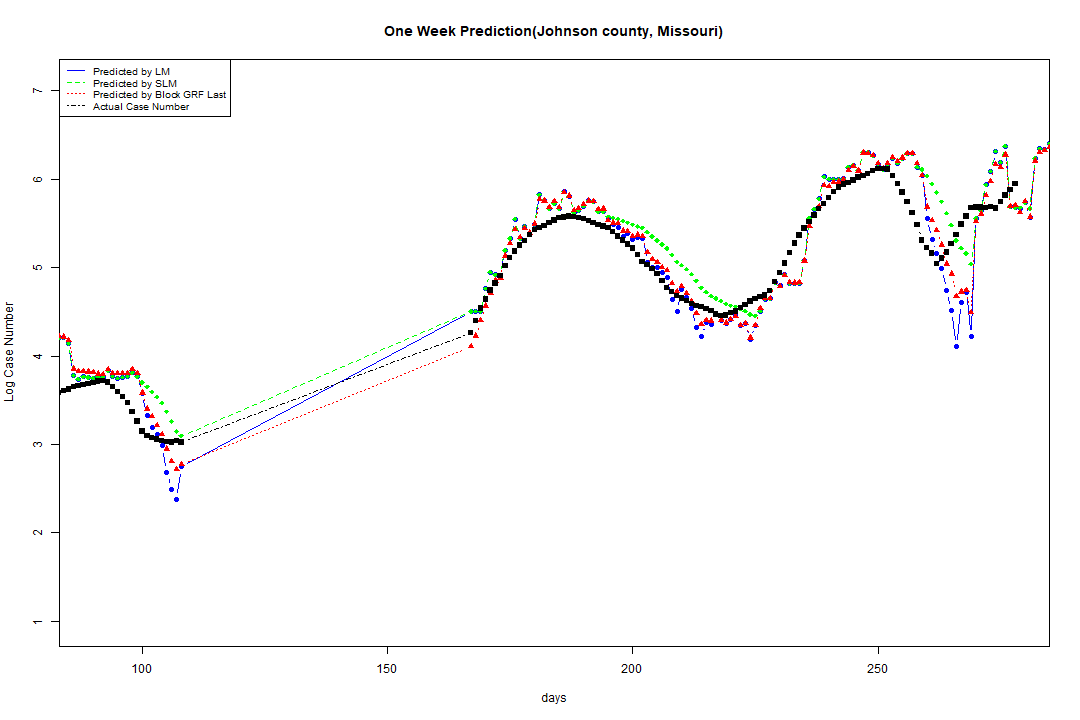 One Week Prediction(Johnson county, Missouri)
Predicted by LM
Predicted by SLM
Predicted by Block GRF Last
Actual Case Number
Log Case Number
7
6
5
4
3
2
1
100
150
200
250
days